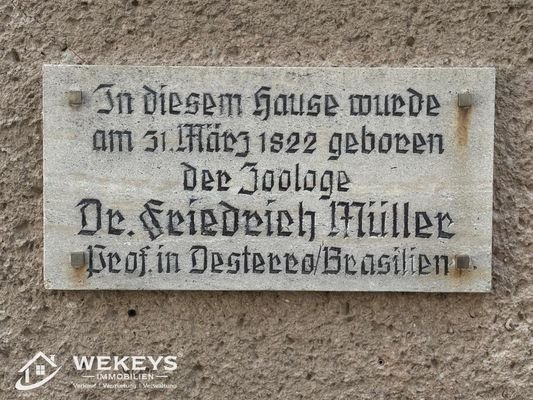 In diesem Hause wurde
am 31. März 1822 geboren
der Zoologe
Dr. Friedrich Müller
Prof. in Desterro/Brasilien
WEKEYS
IMMOBILIEN
Verkauf | Vermietung | Verwaltung